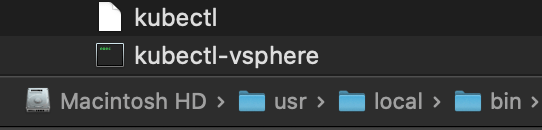 kubectl
kubectl-vsphere
Macintosh HD > usr > local > bin >